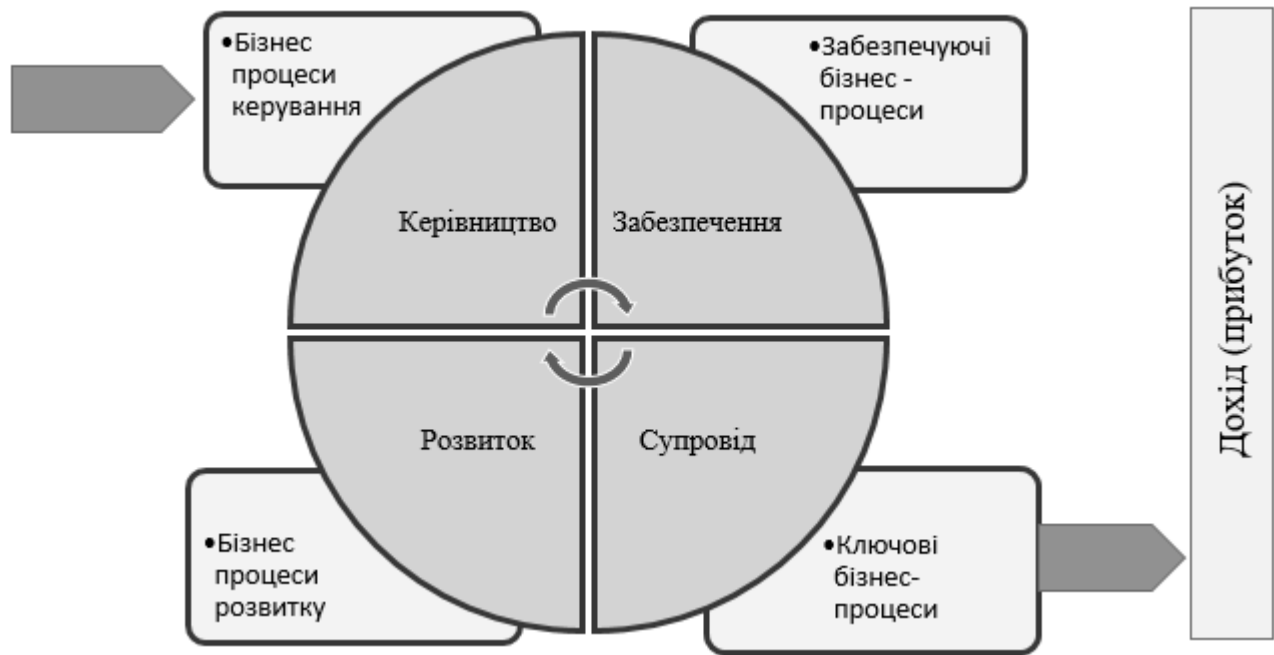 •Бізнес
процеси
керування
•Забезпечуючі
бізнес -
процеси
Керівництво
Забезпечення
Розвиток
Супровід
•Бізнес
процеси
розвитку
•Ключові
бізнес-
процеси
Дохід (прибуток)